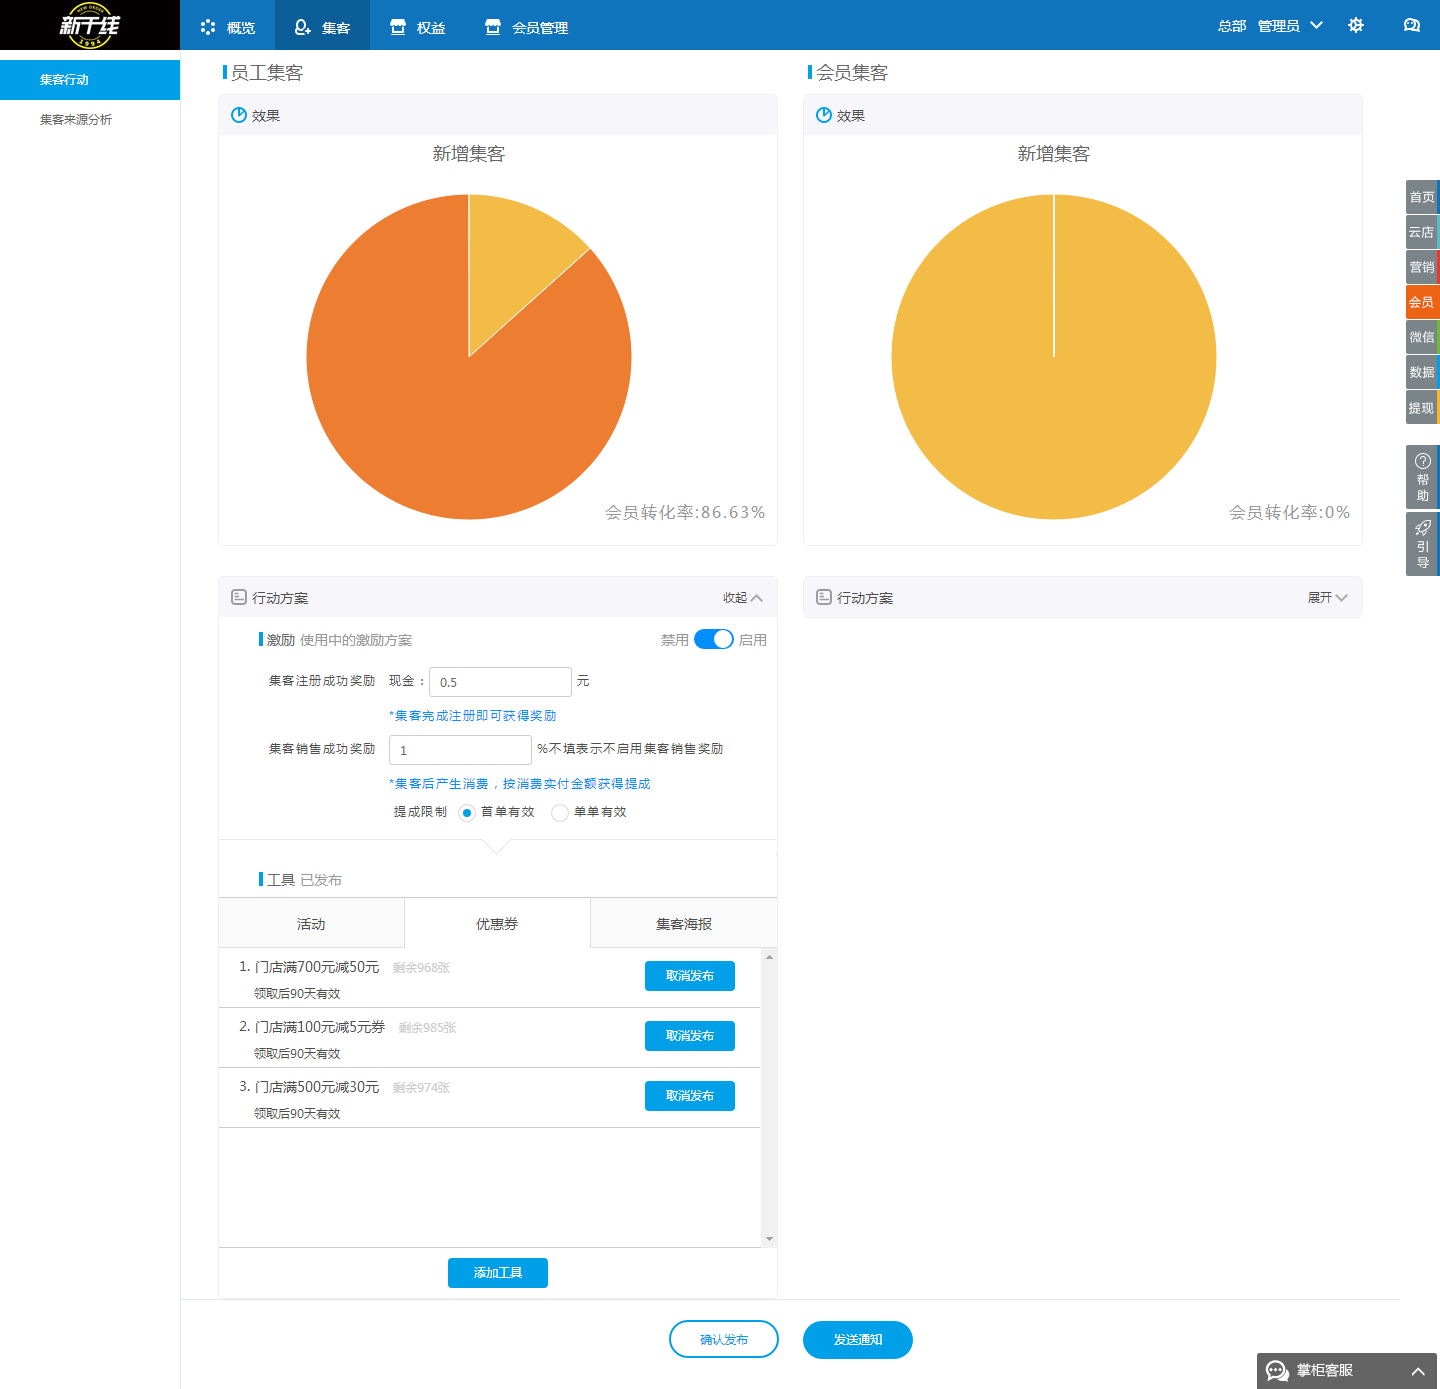 NEW ORDER
新干线
1994
概览
集客
权益
会员管理
总部 管理员
集客行动
集客来源分析
员工集客
效果
新增集客
会员转化率:86.63%
会员集客
效果
新增集客
会员转化率:0%
行动方案
收起
激励 使用中的激励方案
禁用 启用
集客注册成功奖励 现金： 0.5 元
*集客完成注册即可获得奖励
集客销售成功奖励 1 %不填表示不启用集客销售奖励
*集客后产生消费，按消费实付金额获得提成
提成限制 首单有效 单单有效
工具 已发布
活动 优惠券 集客海报
1. 门店满700元减50元 剩余968张
领取后90天有效
取消发布
2. 门店满100元减5元券 剩余985张
领取后90天有效
取消发布
3. 门店满500元减30元 剩余974张
领取后90天有效
取消发布
添加工具
行动方案
展开
确认发布
发送通知
首页
云店
营销
会员
微信
数据
提现
帮助
引导
掌柜客服